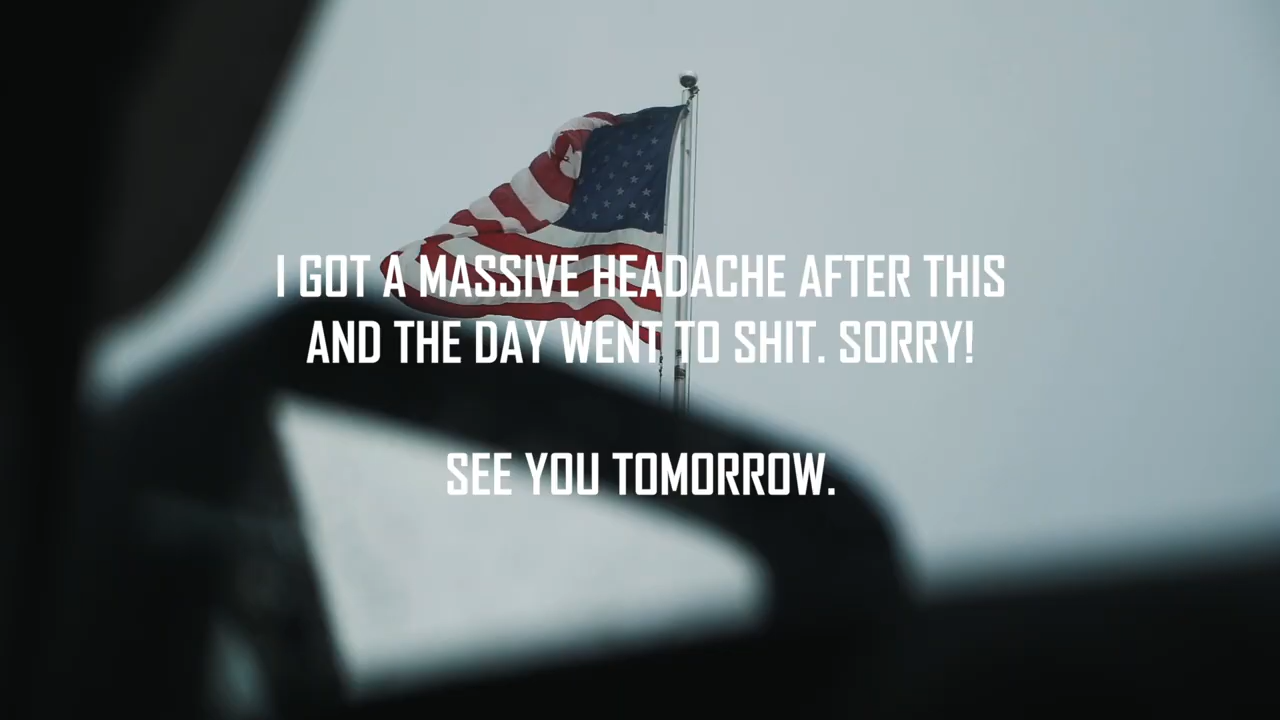 I GOT A MASSIVE HEADACHE AFTER THIS
AND THE DAY WENT TO SHIT. SORRY!
SEE YOU TOMORROW.